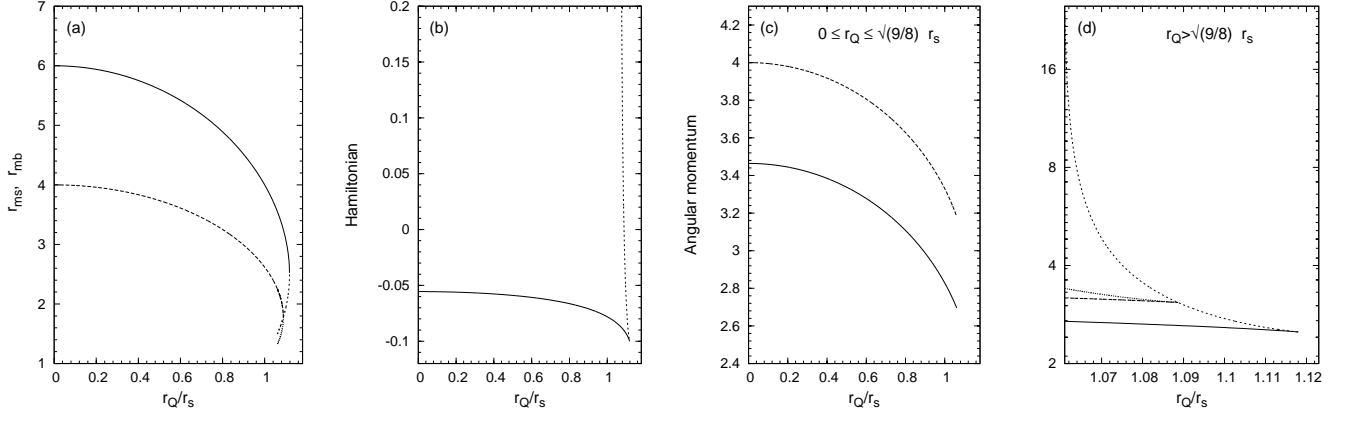 (a)
7
6
5
4
3
2
1
r_ms, r_mb
0 0.2 0.4 0.6 0.8 1
r_Q/r_s
(b)
0.2
0.15
0.1
0.05
0
-0.05
-0.1
Hamiltonian
0 0.2 0.4 0.6 0.8 1
r_Q/r_s
(c) 0 ≤ r_Q ≤ √(9/8) r_s
4.2
4
3.8
3.6
3.4
3.2
3
2.8
2.6
2.4
Angular momentum
0 0.2 0.4 0.6 0.8 1
r_Q/r_s
(d) r_Q>√(9/8) r_s
16
8
4
2
1.07 1.08 1.09 1.1 1.11 1.12
r_Q/r_s